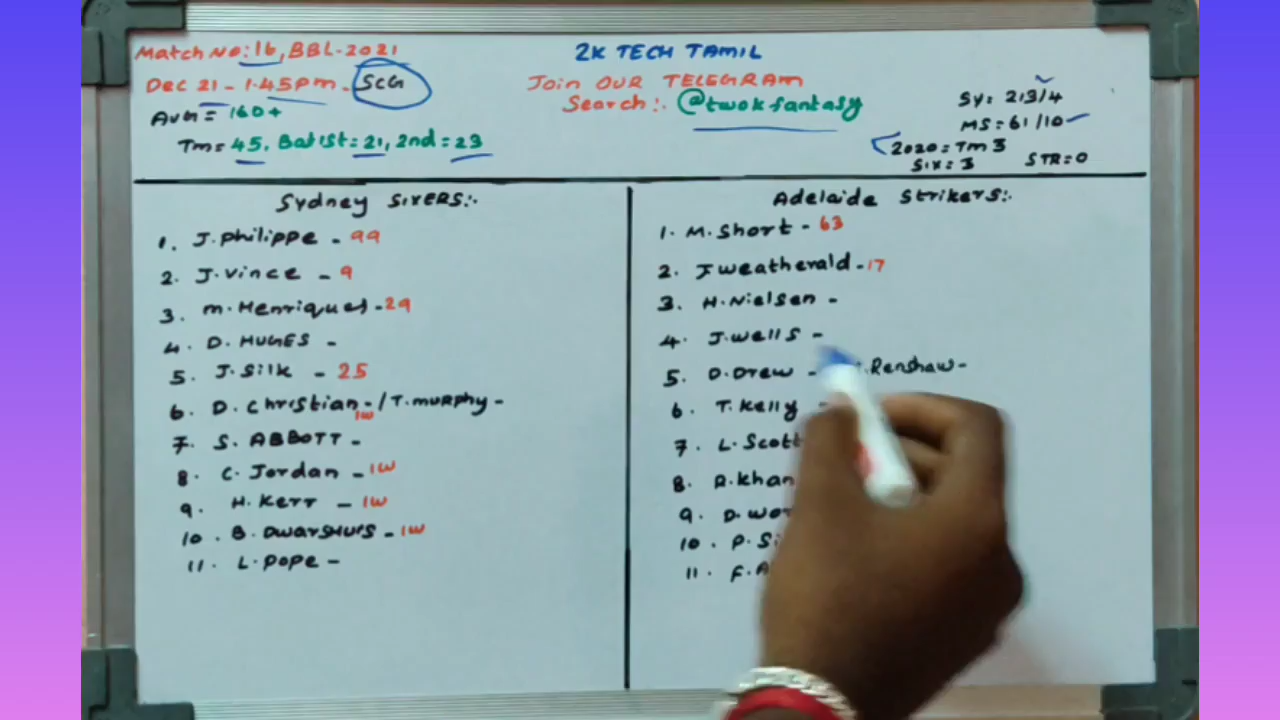 Match No: 16, BBL-2021
Dec 21 - 1.45pm. SCG
AVG = 160+
Tm= 45, Bat 1st = 21, 2nd = 23
2K TECH TAMIL
Join OUR TELEGRAM
Search:. @twokfantasy
SY: 213/4
MS = 61/10
2020 = Tm 3
Six = 3 STR = 0
Sydney SIXERS:.
1. J. Philippe - 99
2. J. Vince - 9
3. M. Henriques - 29
4. D. HUGES -
5. J. Silk - 25
6. D. Christian - / T. MURPHY -
1W
7. S. ABBOTT -
8. C. Jordan - 1W
9. H. Kerr - 1W
10. B. Dwarshuis - 1W
11. L. Pope -
Adelaide Strikers:.
1. M. Short - 63
2. J weatherald - 17
3. H. Nielsen -
4. J. wells -
5. D. Drew - Renshaw -
6. T. Kelly
7. L. Scott
8. R. khan
9. D. wo
10. P. Si
11. F. A